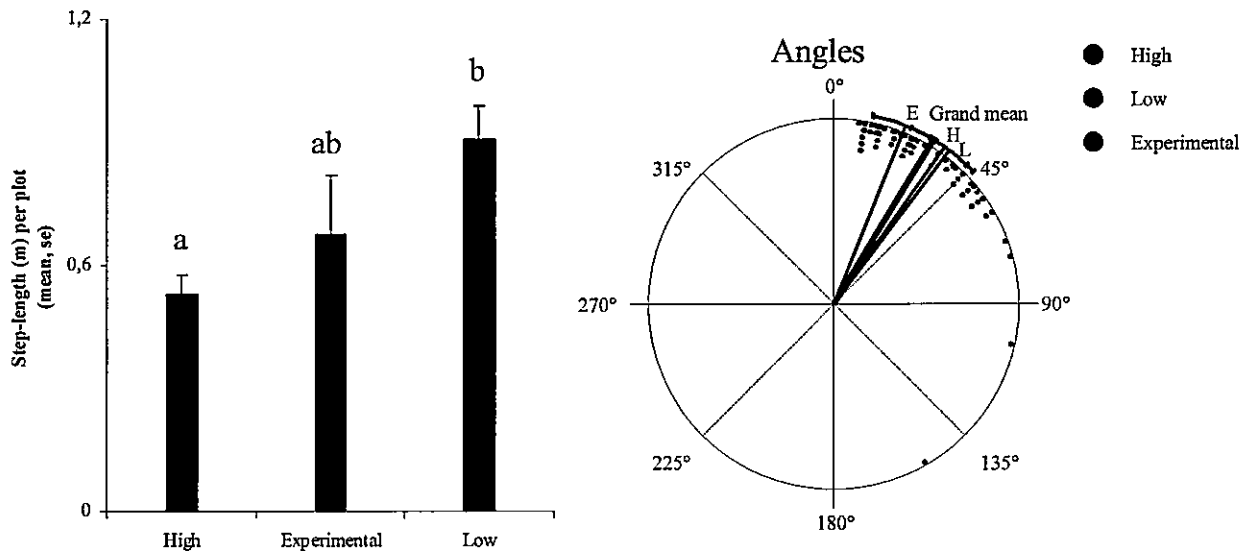 1,2
0,6
0
Step-length (m) per plot
(mean, se)
a
ab
b
High
Experimental
Low
Angles
0°
45°
90°
135°
180°
225°
270°
315°
E
Grand mean
H
L
High
Low
Experimental